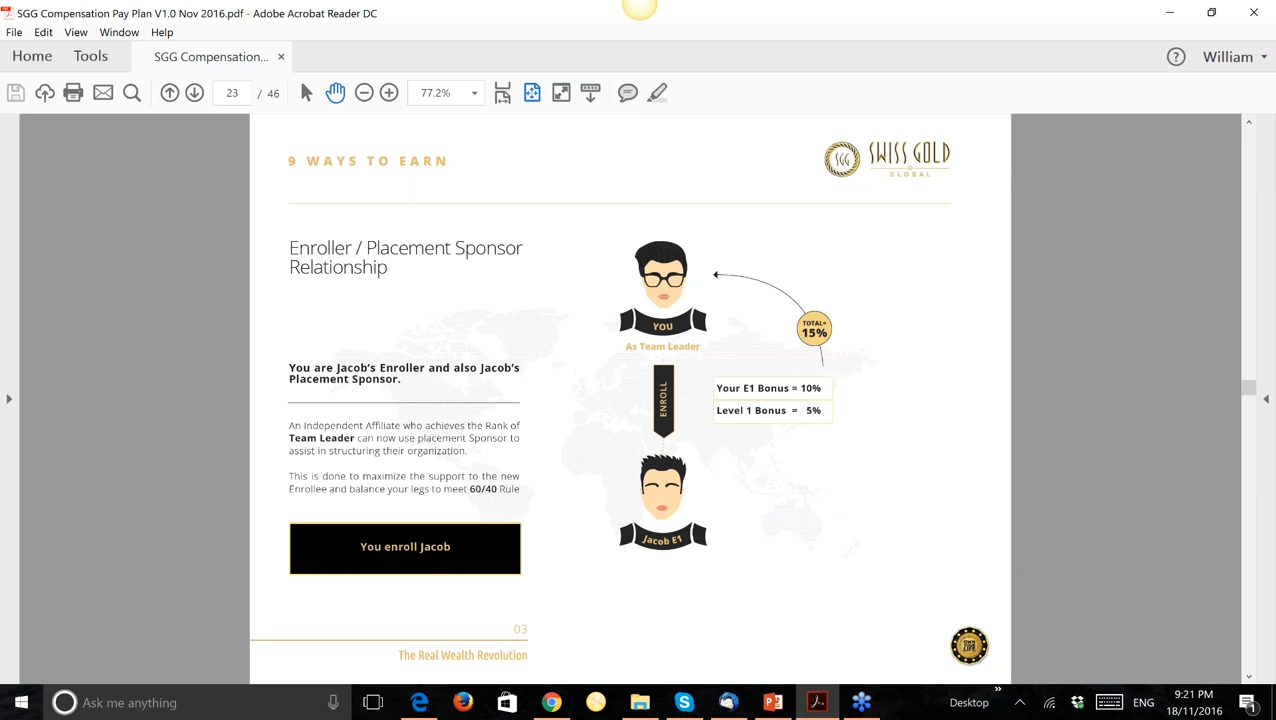 SGG Compensation Pay Plan V1.0 Nov 2016.pdf - Adobe Acrobat Reader DC
File Edit View Window Help
Home Tools SGG Compensation... × William
23 / 46 77.2%
9 WAYS TO EARN
SGG SWISS GOLD
GLOBAL
Enroller / Placement Sponsor
Relationship
You are Jacob's Enroller and also Jacob's
Placement Sponsor.
An Independent Affiliate who achieves the Rank of
Team Leader can now use placement Sponsor to
assist in structuring their organization.
This is done to maximize the support to the new
Enrollee and balance your legs to meet 60/40 Rule
You enroll Jacob
YOU
As Team Leader
TOTAL=
15%
ENROLL
Your E1 Bonus = 10%
Level 1 Bonus = 5%
Jacob E1
03
The Real Wealth Revolution
OWN
YOUR
LIFE
Ask me anything
Desktop
ENG
9:21 PM
18/11/2016
1